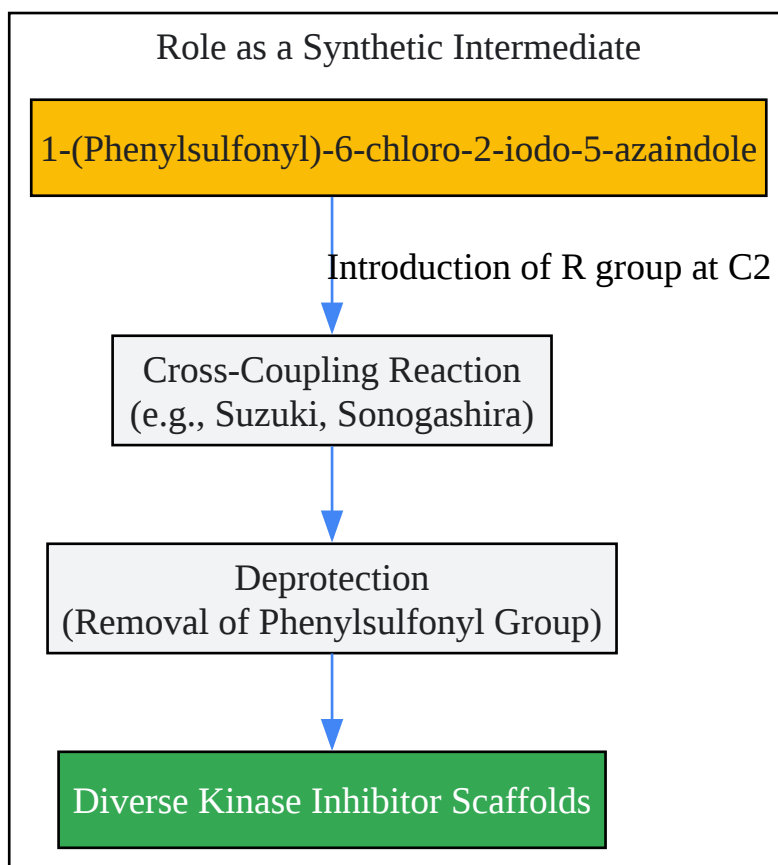 Role as a Synthetic Intermediate
1-(Phenylsulfonyl)-6-chloro-2-iodo-5-azaindole
Introduction of R group at C2
Cross-Coupling Reaction
(e.g., Suzuki, Sonogashira)
Deprotection
(Removal of Phenylsulfonyl Group)
Diverse Kinase Inhibitor Scaffolds